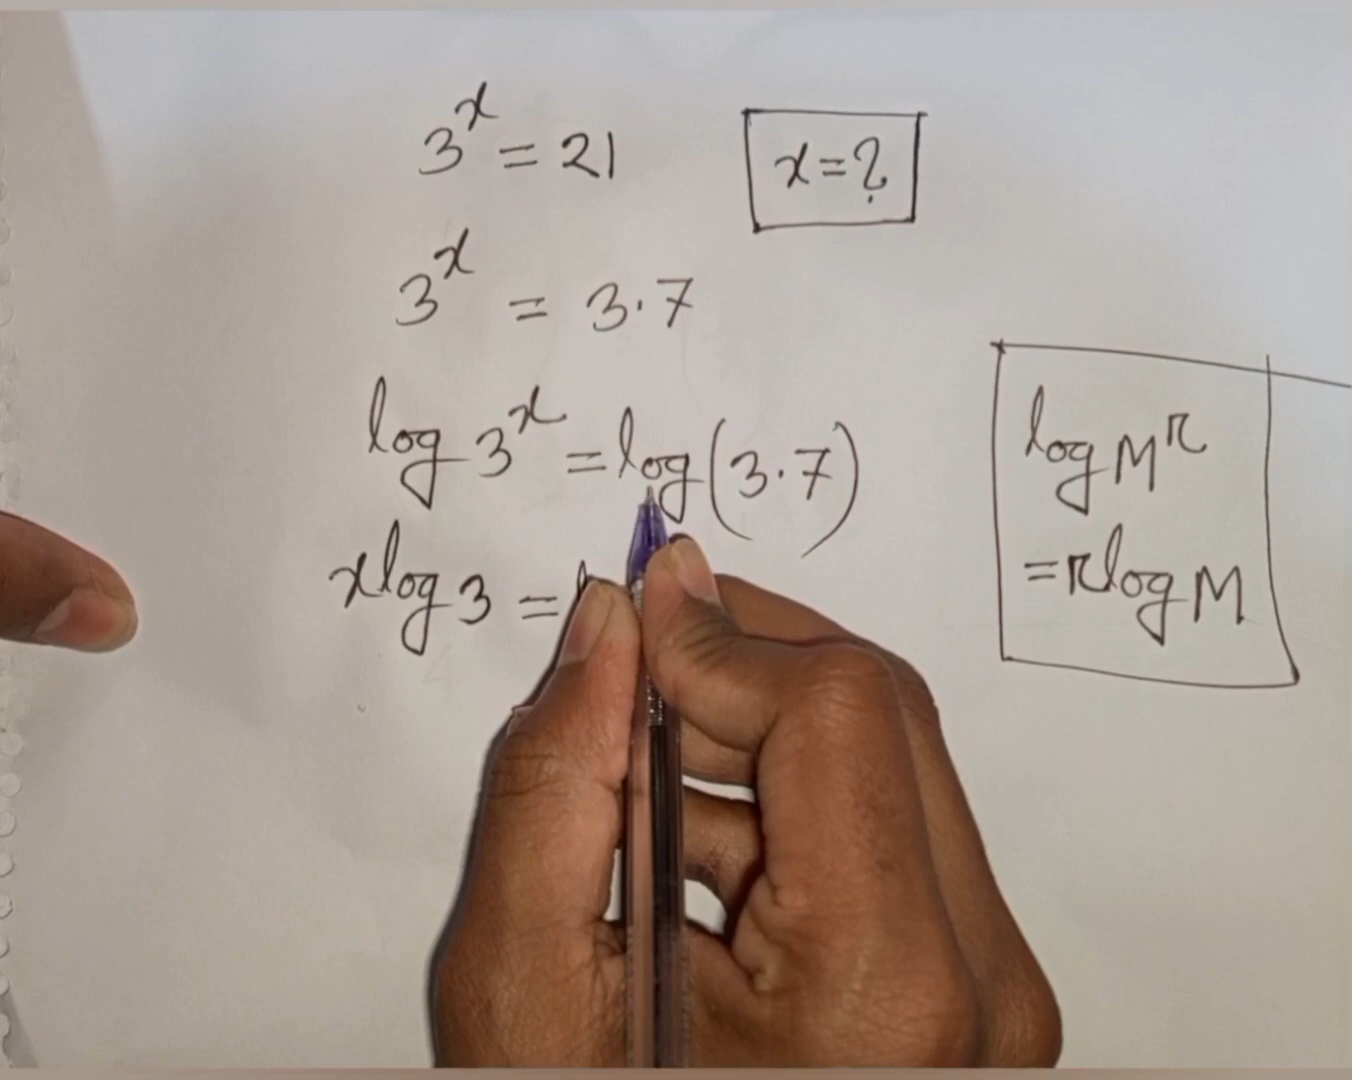 3^x = 21
x = ?
3^x = 3·7
log 3^x = log(3·7)
x log 3 =
log M^r
= r log M